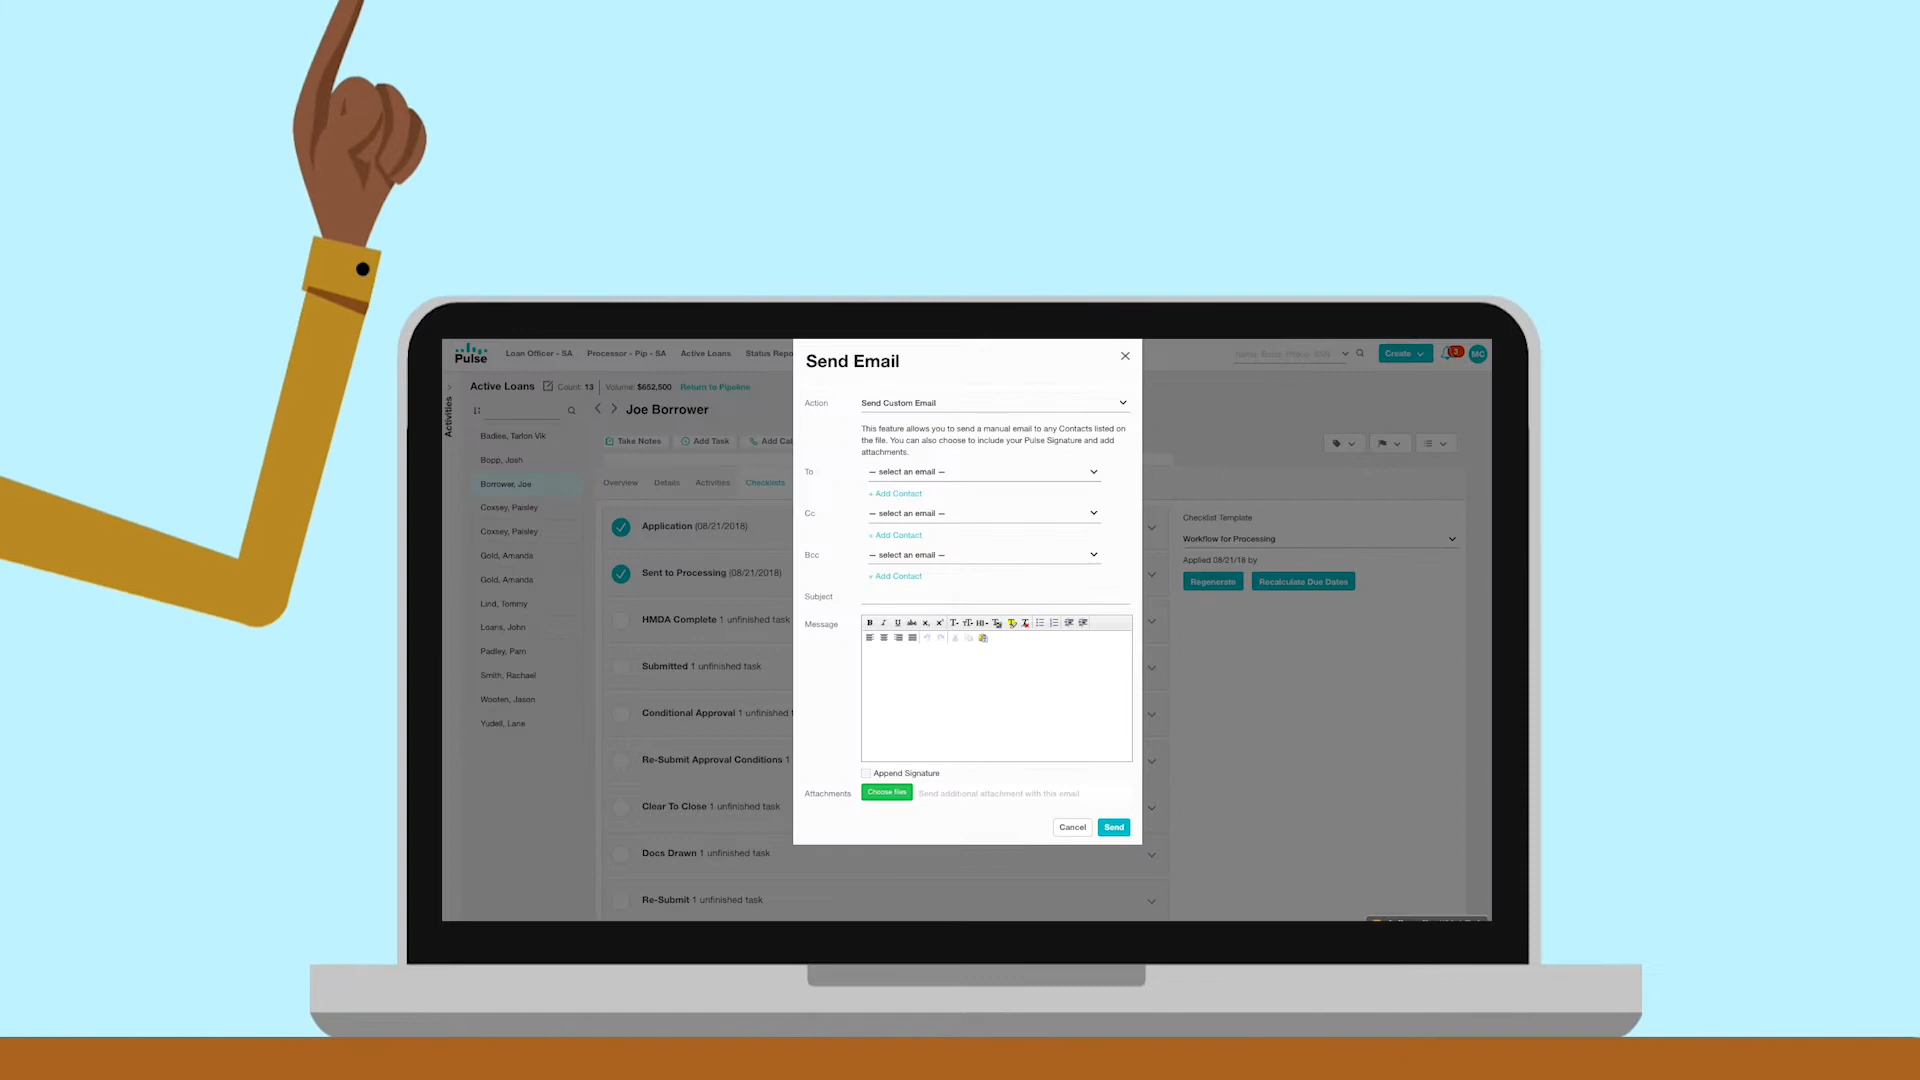 Pulse
Loan Officer - SA
Processor - Pip - SA
Active Loans
Status Repo
Create
3
MC
Activities
Active Loans
Count: 13
Volume: $652,500
Return to Pipeline
Joe Borrower
Badiee, Tarlon Vik
Bopp, Josh
Borrower, Joe
Coxsey, Paisley
Coxsey, Paisley
Gold, Amanda
Gold, Amanda
Lind, Tommy
Loans, John
Padley, Pam
Smith, Rachael
Wooten, Jason
Yudell, Lane
Take Notes
Add Task
Add Cal
Overview
Details
Activities
Checklists
Application (08/21/2018)
Sent to Processing (08/21/2018)
HMDA Complete 1 unfinished task
Submitted 1 unfinished task
Conditional Approval 1 unfinished t
Re-Submit Approval Conditions 1
Clear To Close 1 unfinished task
Docs Drawn 1 unfinished task
Re-Submit 1 unfinished task
Send Email
Action
Send Custom Email
This feature allows you to send a manual email to any Contacts listed on
the file. You can also choose to include your Pulse Signature and add
attachments.
To
— select an email —
+ Add Contact
Cc
— select an email —
+ Add Contact
Bcc
— select an email —
+ Add Contact
Subject
Message
Append Signature
Attachments
Choose files
Send additional attachment with this email
Cancel
Send
Checklist Template
Workflow for Processing
Applied 08/21/18 by
Regenerate
Recalculate Due Dates